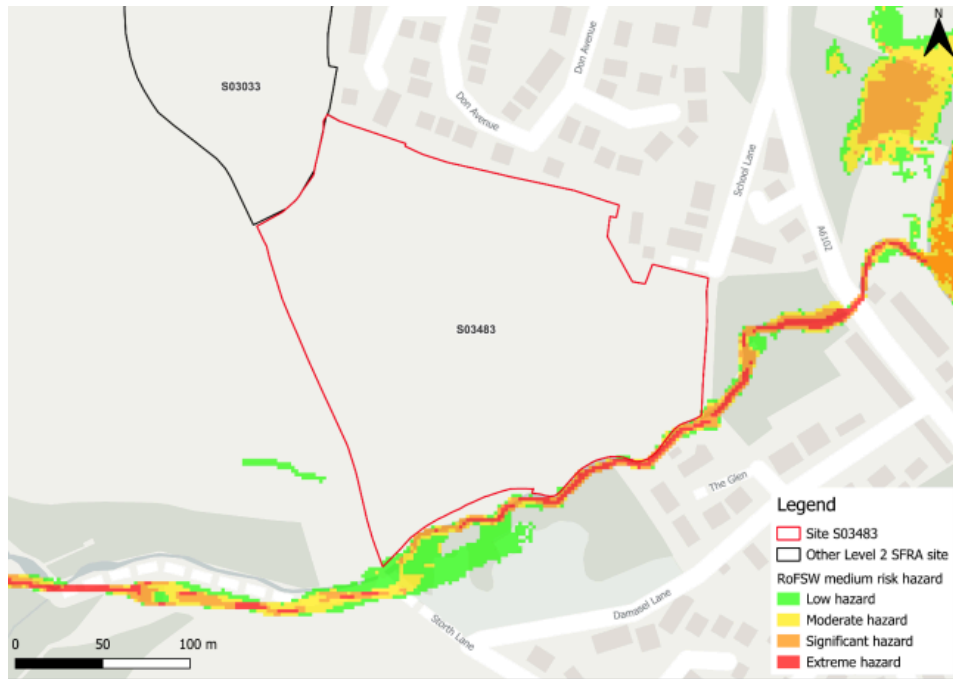 N
S03033
Don Avenue
Don Avenue
School Lane
A6102
S03483
The Glen
Damasel Lane
Storth Lane
0 50 100 m
Legend
Site S03483
Other Level 2 SFRA site
RoFSW medium risk hazard
Low hazard
Moderate hazard
Significant hazard
Extreme hazard